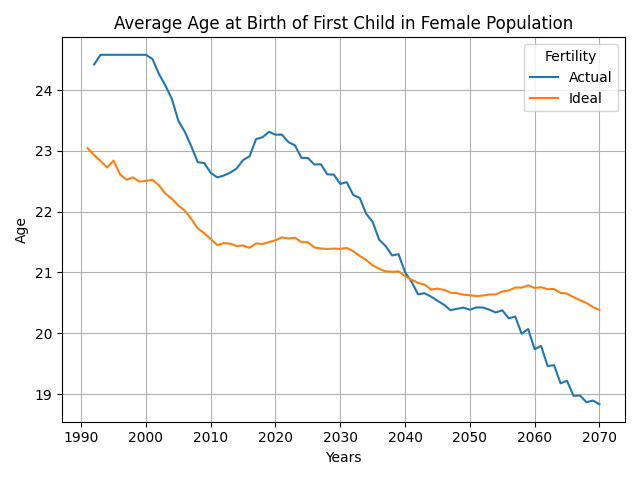 Average Age at Birth of First Child in Female Population
Fertility
Actual
Ideal
Age
24
23
22
21
20
19
1990 2000 2010 2020 2030 2040 2050 2060 2070
Years